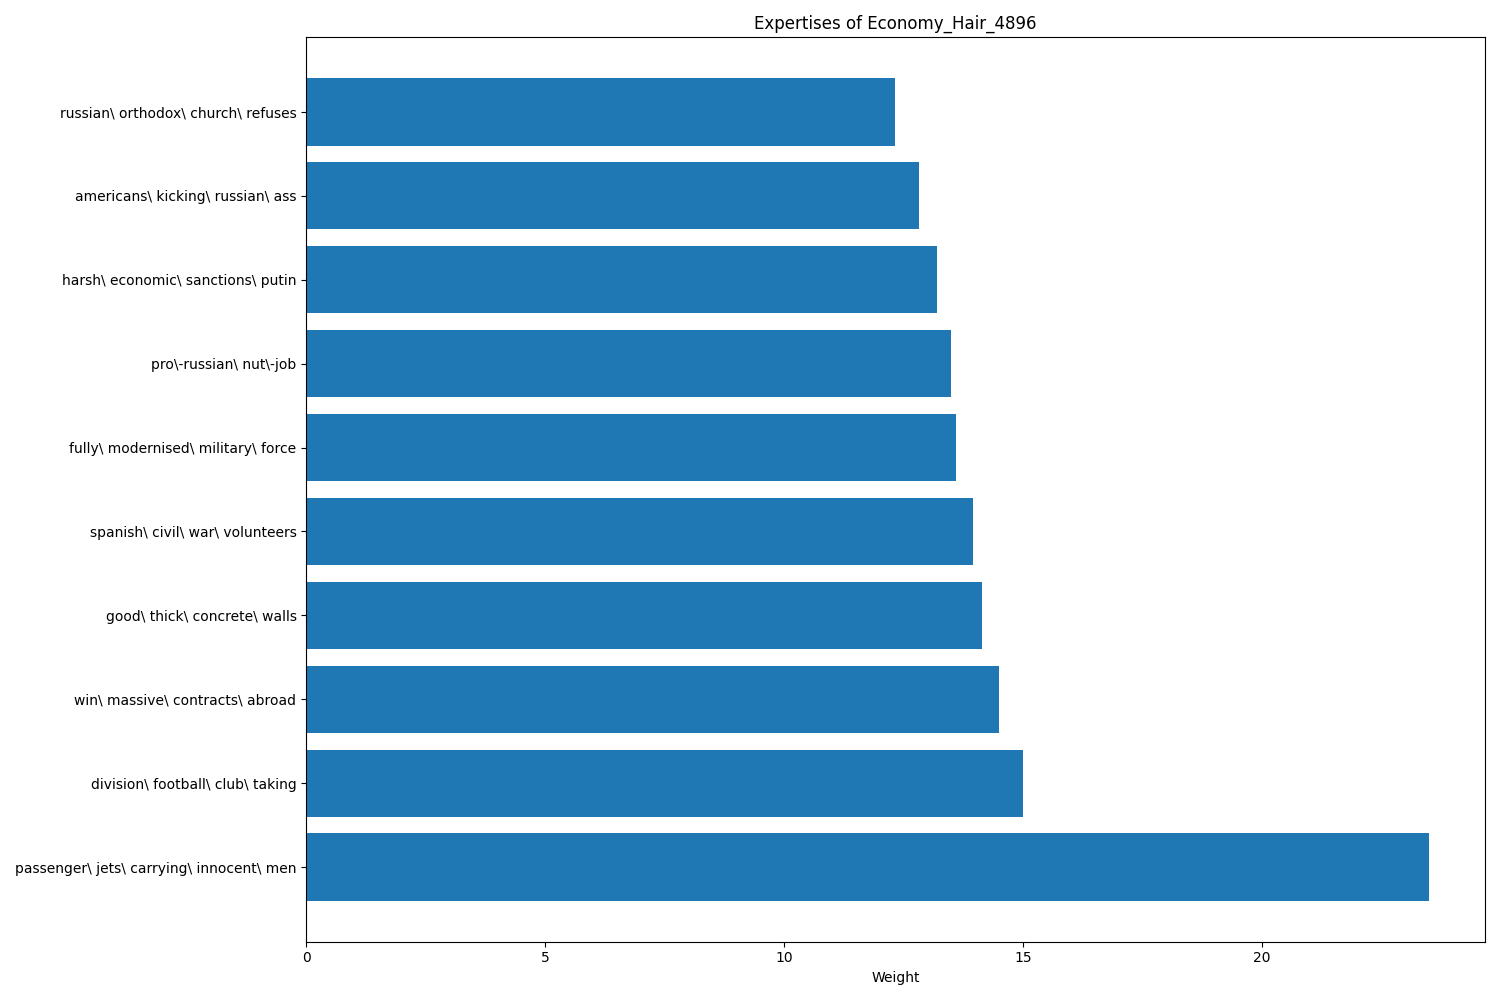 Expertises of Economy_Hair_4896
russian\ orthodox\ church\ refuses
americans\ kicking\ russian\ ass
harsh\ economic\ sanctions\ putin
pro\-russian\ nut\-job
fully\ modernised\ military\ force
spanish\ civil\ war\ volunteers
good\ thick\ concrete\ walls
win\ massive\ contracts\ abroad
division\ football\ club\ taking
passenger\ jets\ carrying\ innocent\ men
0 5 10 15 20
Weight